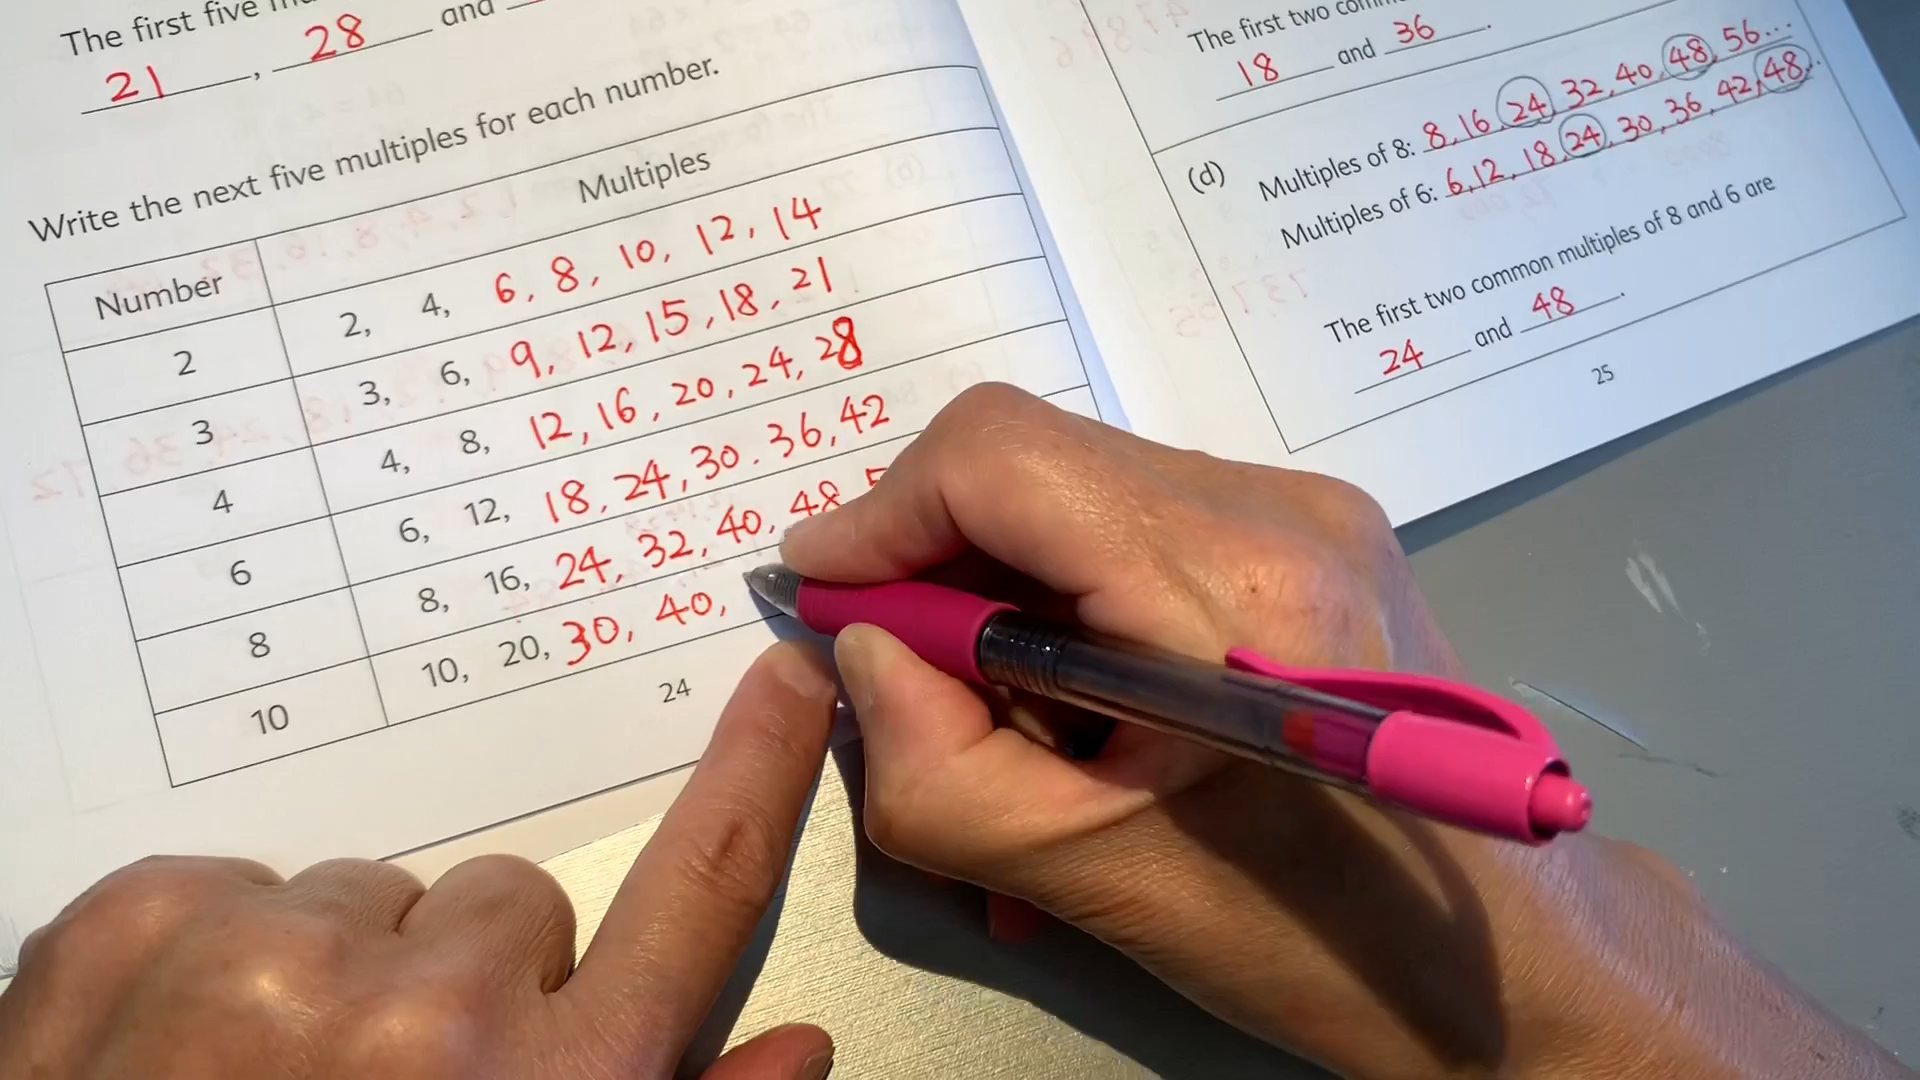 The first five
21, 28 and
Write the next five multiples for each number.
Number Multiples
2 2, 4, 6, 8, 10, 12, 14
3 3, 6, 9, 12, 15, 18, 21
4 4, 8, 12, 16, 20, 24, 28
6 6, 12, 18, 24, 30. 36, 42
8 8, 16, 24, 32, 40, 48
10 10, 20, 30, 40,
24
The first two
18 and 36.
(d) Multiples of 8: 8, 16, 24, 32, 40, 48, 56...
Multiples of 6: 6, 12, 18, 24, 30, 36, 42, 48..
The first two common multiples of 8 and 6 are
24 and 48.
25